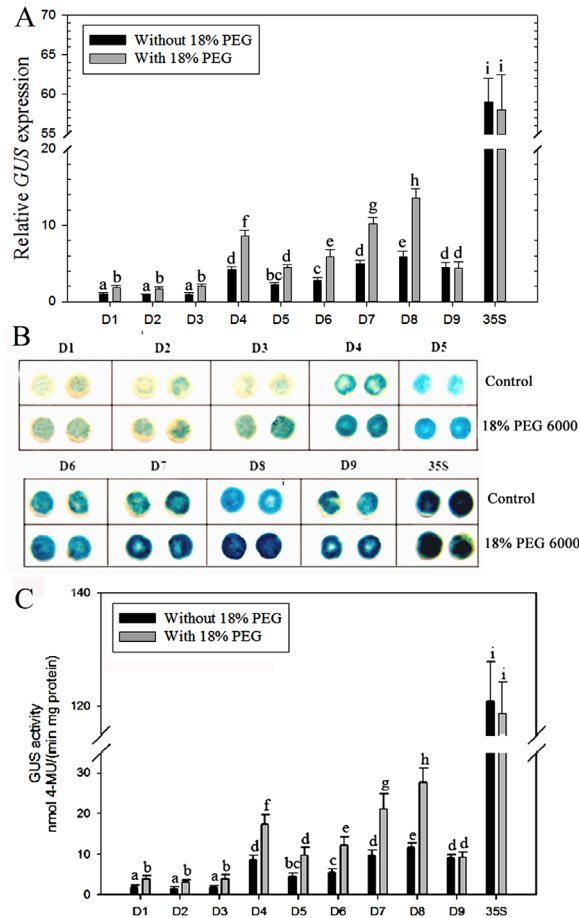 A
Relative GUS expression
Without 18% PEG
With 18% PEG
70
65
60
55
20
10
0
a b a b a b d f bc d c e d g e h d d i i
D1 D2 D3 D4 D5 D6 D7 D8 D9 35S
B
D1 D2 D3 D4 D5
Control
18% PEG 6000
D6 D7 D8 D9 35S
Control
18% PEG 6000
C
GUS activity
nmol 4-MU/(min mg protein)
Without 18% PEG
With 18% PEG
140
120
30
20
10
0
a b a b a b d f bc d c e d g e h d d i i
D1 D2 D3 D4 D5 D6 D7 D8 D9 35S